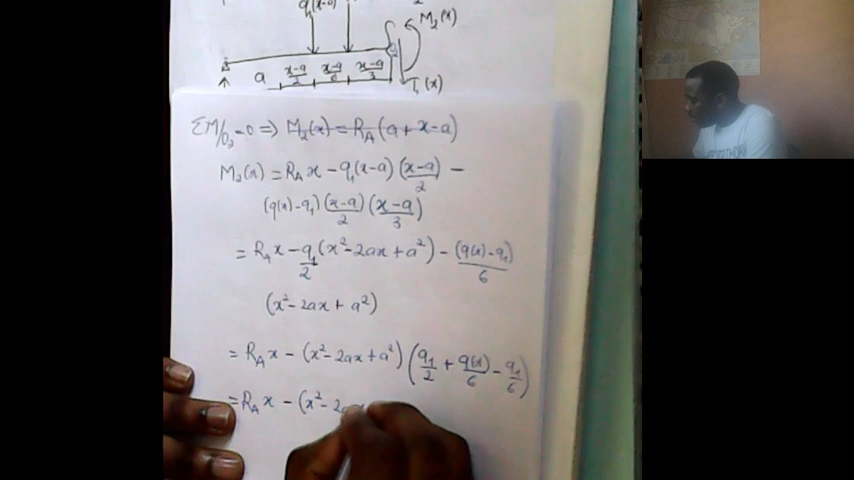 q(x-a)
M₂(x)
a x-a/2 x-a/6 x-a/3
T₁(x)
ΣM/O₂=0 ⇒ M₂(x) = R_A(a + x-a)
M₂(x) = R_A x - q₁(x-a)(x-a)/2 -
(q(x)-q₁)(x-a)/2 (x-a)/3
= R_A x - q₁/2 (x²-2ax+a²) - (q(x)-q₁)/6
(x²-2ax+a²)
= R_A x - (x²-2ax+a²)(q₁/2 + q(x)/6 - q₁/6)
= R_A x - (x²-2a